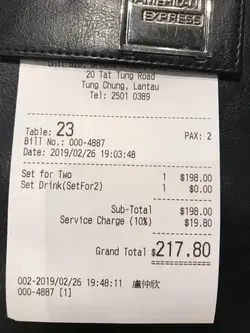 AMERICAN
EXPRESS
20 Tat Tung Road
Tung Chung, Lantau
Tel: 2501 0389
Table: 23 PAX: 2
Bill No.: 000-4887
Date: 2019/02/26 19:03:48
Set for Two 1 $198.00
Set Drink(SetFor2) 1 $0.00
Sub-Total $198.00
Service Charge (10%) $19.80
Grand Total $217.80
002-2019/02/26 19:48:11 盧仲欣
000-4887 [1]